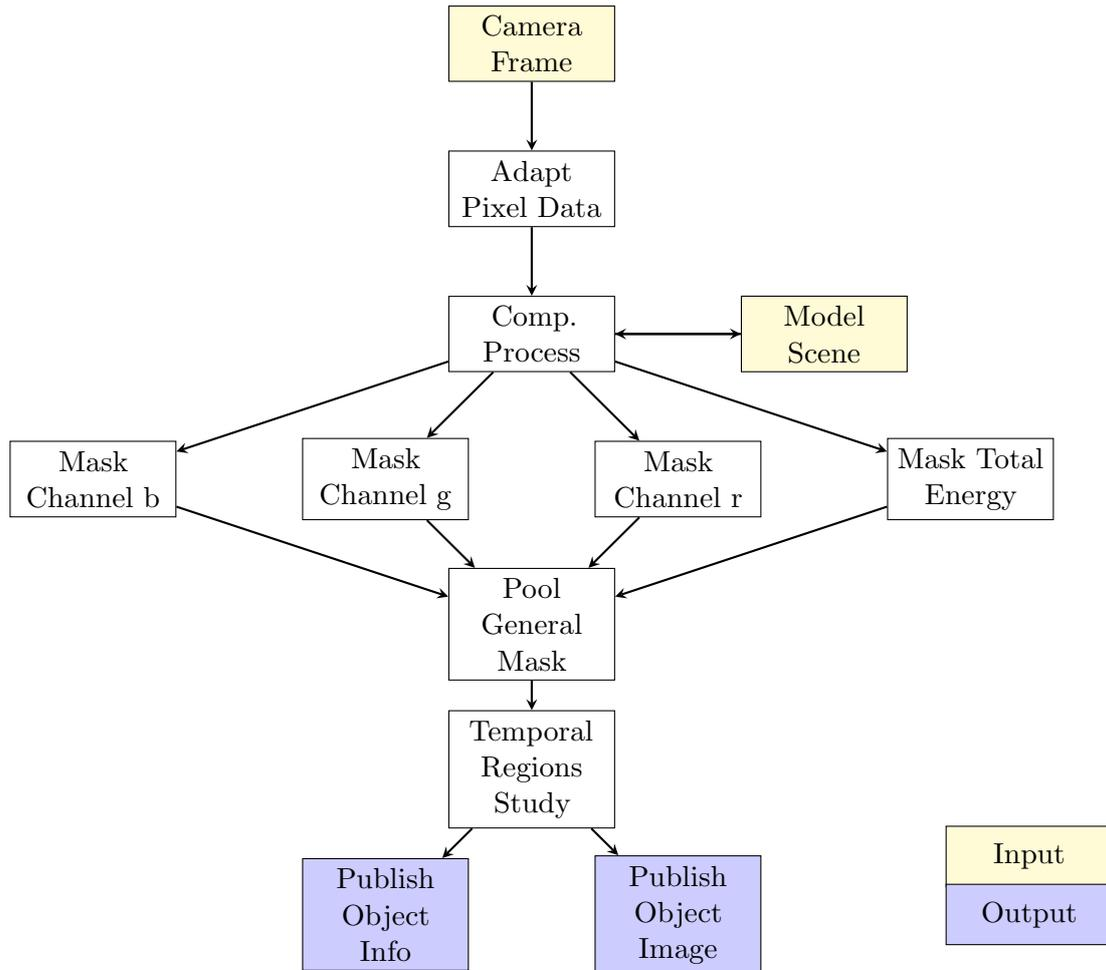 Camera
Frame
Adapt
Pixel Data
Comp.
Process
Model
Scene
Mask
Channel b
Mask
Channel g
Mask
Channel r
Mask Total
Energy
Pool
General
Mask
Temporal
Regions
Study
Publish
Object
Info
Publish
Object
Image
Input
Output